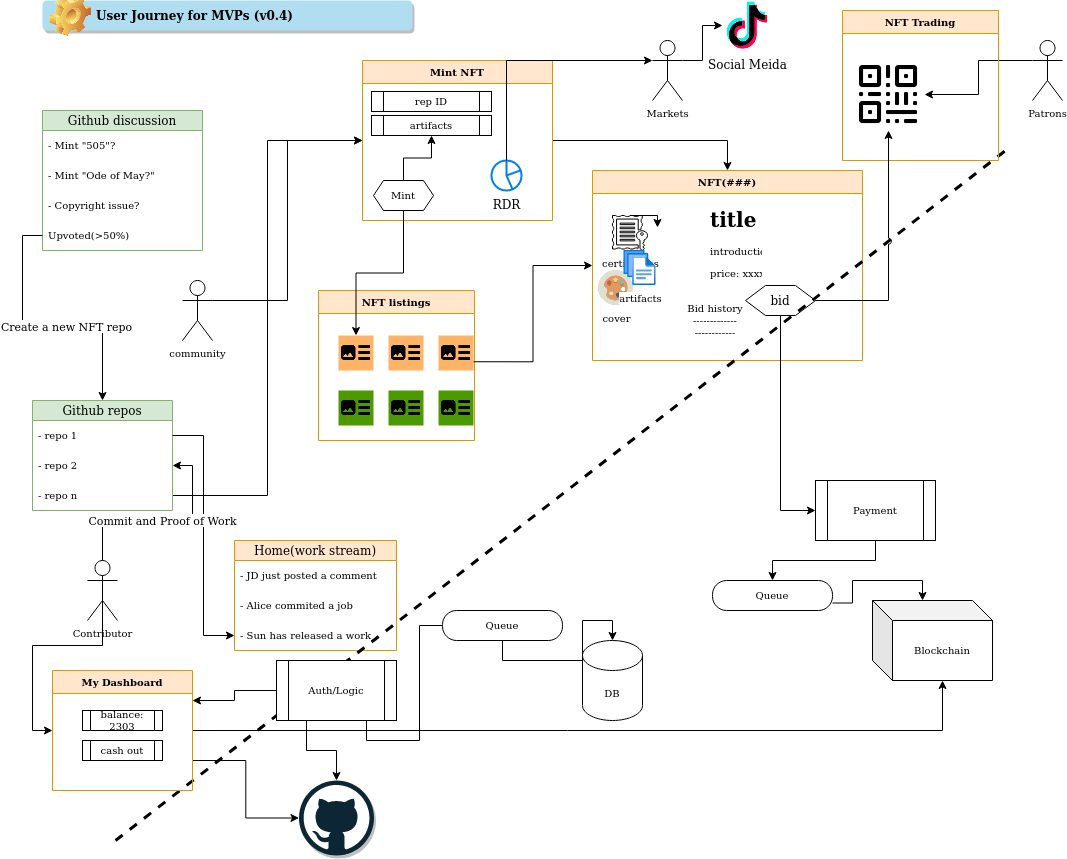 User Journey for MVPs (v0.4)
Social Meida
NFT Trading
Patrons
Markets
Mint NFT
rep ID
artifacts
Mint
RDR
Github discussion
- Mint "505"?
- Mint "Ode of May?"
- Copyright issue?
Upvoted(>50%)
NFT(###)
title
introducti
price: xxx
artifacts
cover
Bid history
-------------
------------
bid
community
Create a new NFT repo
NFT listings
Github repos
- repo 1
- repo 2
- repo n
Commit and Proof of Work
Contributor
Home(work stream)
- JD just posted a comment
- Alice commited a job
- Sun has released a work
Payment
Queue
Blockchain
Queue
DB
Auth/Logic
My Dashboard
balance:
2303
cash out